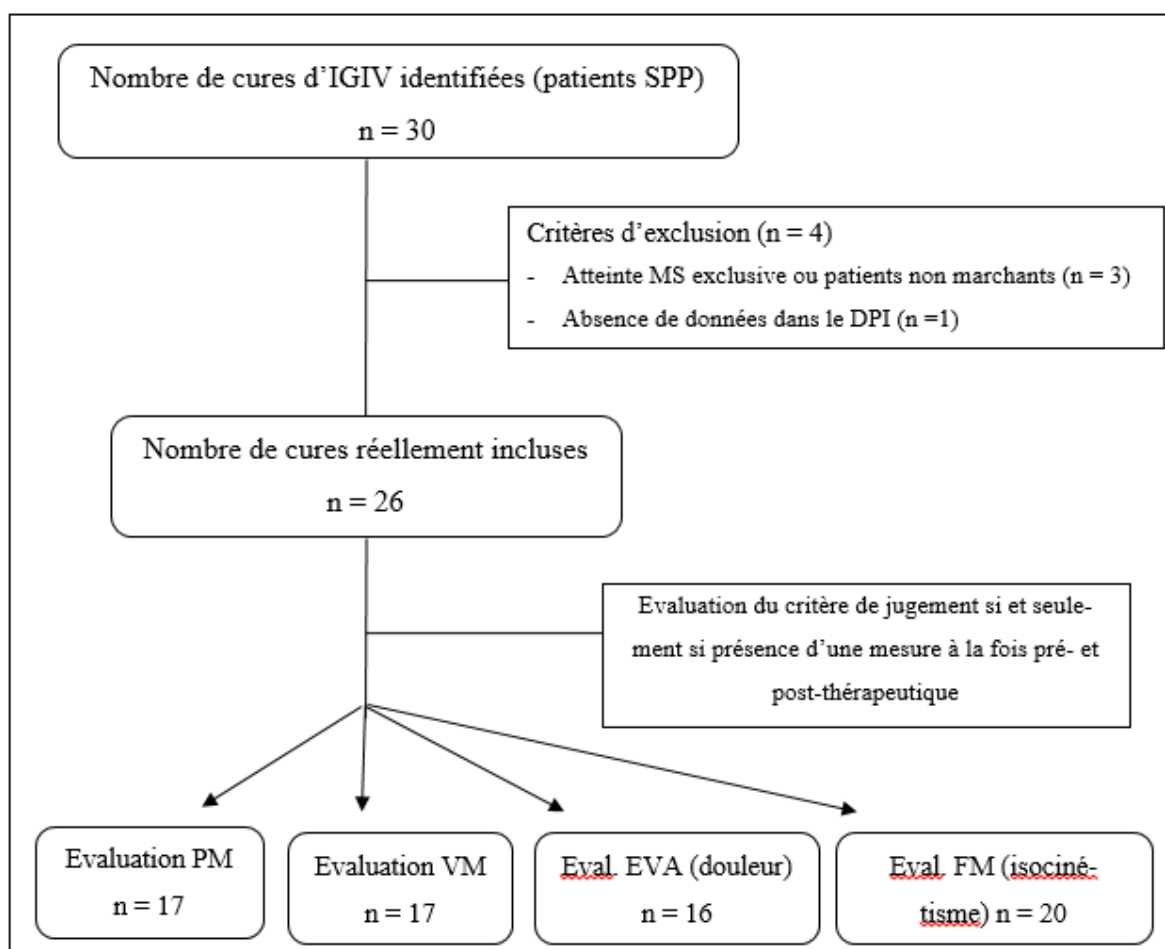 Nombre de cures d'IGIV identifiées (patients SPP)
n = 30
Critères d'exclusion (n = 4)
- Atteinte MS exclusive ou patients non marchants (n = 3)
- Absence de données dans le DPI (n =1)
Nombre de cures réellement incluses
n = 26
Evaluation du critère de jugement si et seule-
ment si présence d'une mesure à la fois pré- et
post-thérapeutique
Evaluation PM
n = 17
Evaluation VM
n = 17
Eval. EVA (douleur)
n = 16
Eval. FM (isociné-
tisme) n = 20